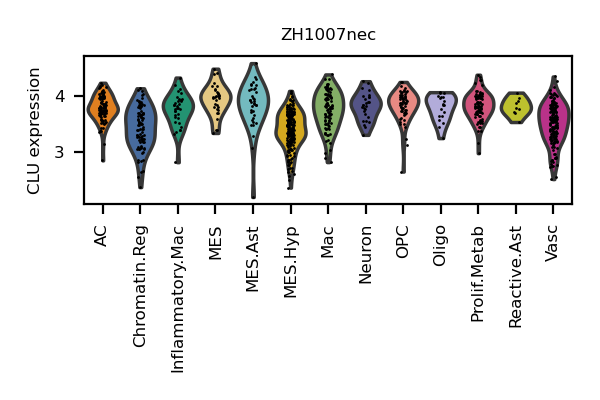 ZH1007nec
CLU expression
4
3
AC
Chromatin.Reg
Inflammatory.Mac
MES
MES.Ast
MES.Hyp
Mac
Neuron
OPC
Oligo
Prolif.Metab
Reactive.Ast
Vasc